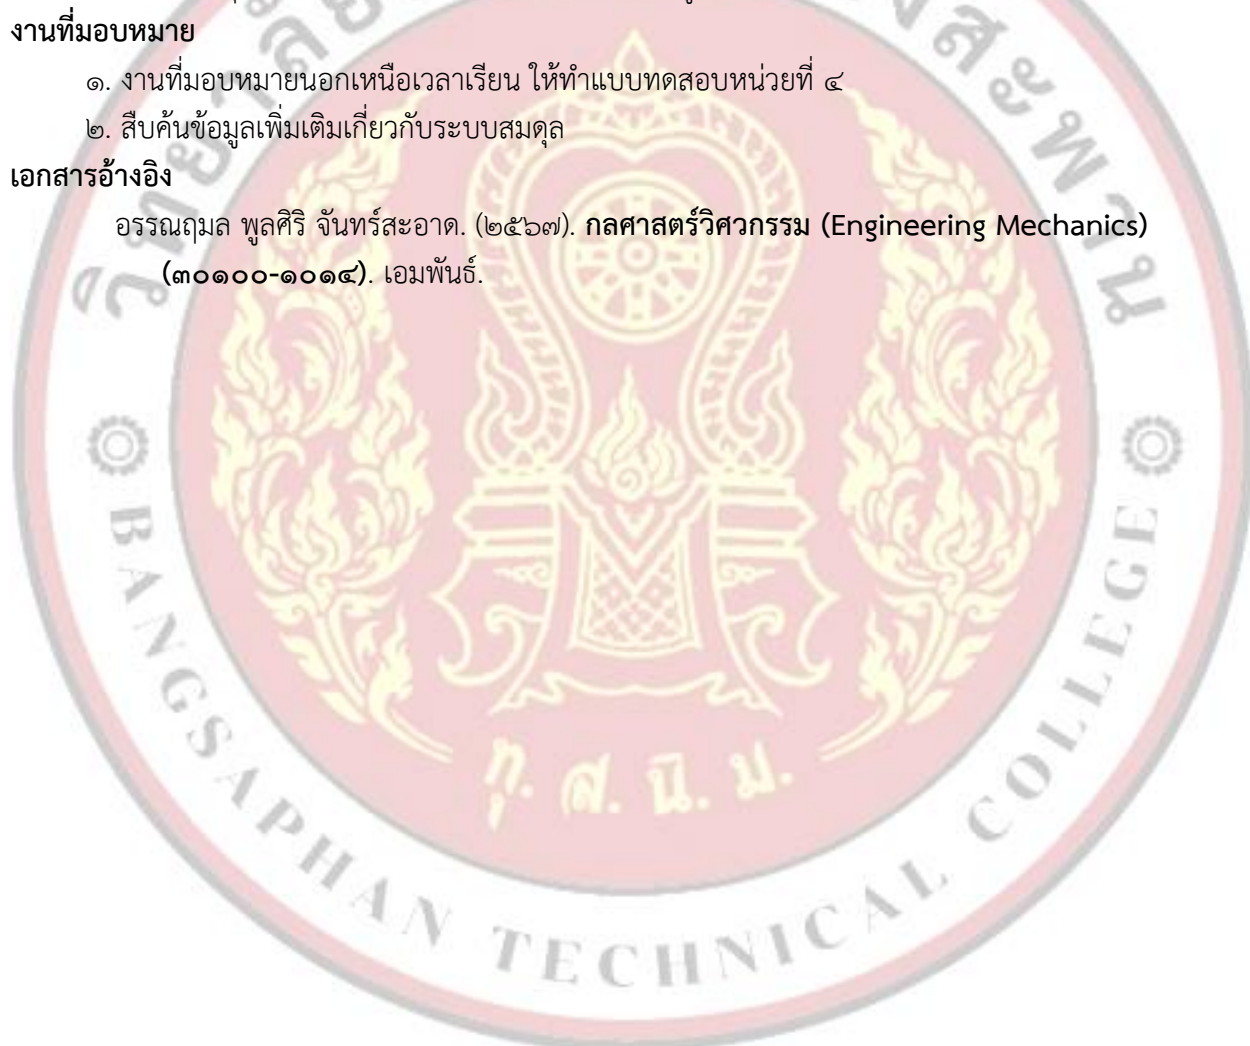 งานที่มอบหมาย
๑. งานที่มอบหมายนอกเหนือเวลาเรียน ให้ทำแบบทดสอบหน่วยที่ ๔
๒. สืบค้นข้อมูลเพิ่มเติมเกี่ยวกับระบบสมดุล
เอกสารอ้างอิง
อรรณฤมล พูลศิริ จันทร์สะอาด. (๒๕๖๗). กลศาสตร์วิศวกรรม (Engineering Mechanics)
(๓๐๑๐๐-๑๐๑๔). เอมพันธ์.
ท. ส. นิ. ม.
BANGSAPHAN TECHNICAL COLLEGE